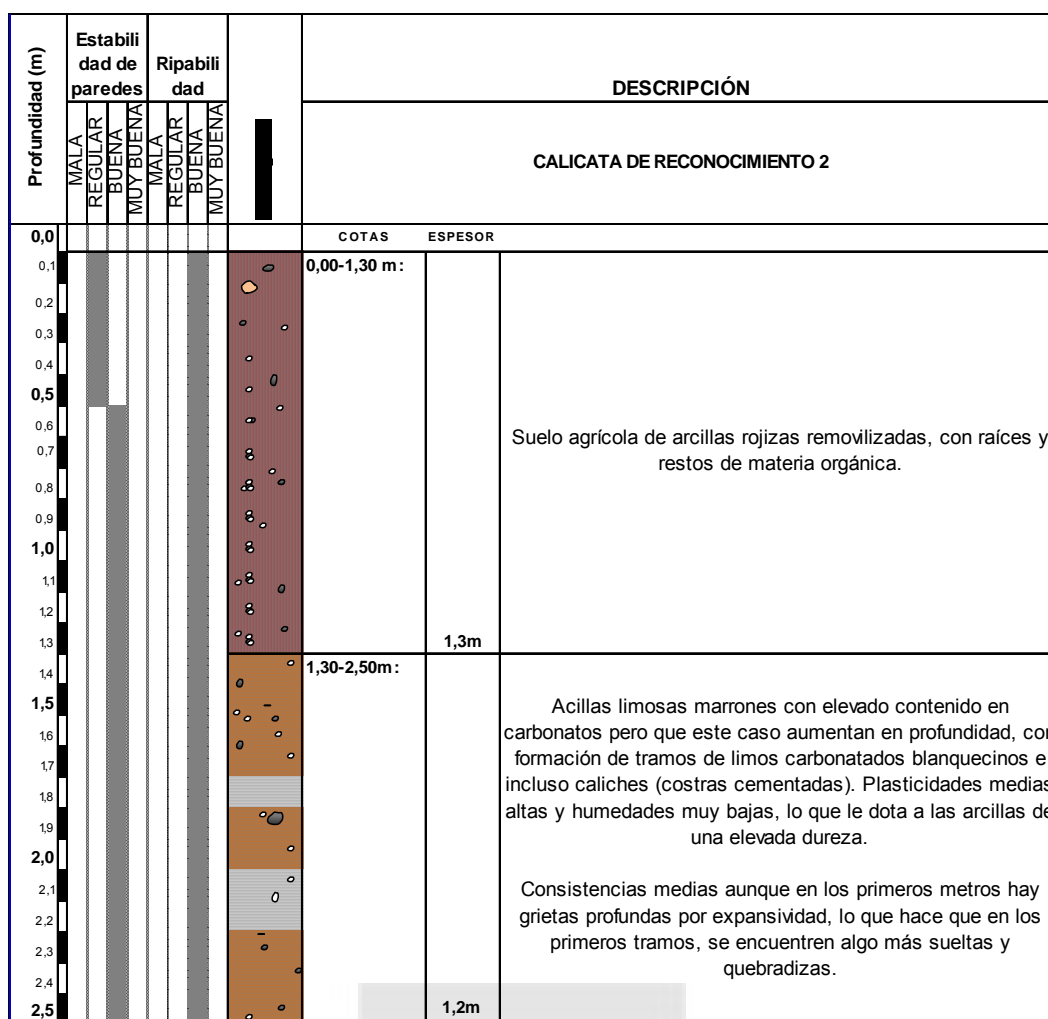 Profundidad (m)
Estabili
dad de
paredes
Ripabili
dad
MALA
REGULAR
BUENA
MUY BUENA
MALA
REGULAR
BUENA
MUY BUENA
DESCRIPCIÓN
CALICATA DE RECONOCIMIENTO 2
0,0
COTAS ESPESOR
0,1
0,00-1,30 m:
0,2
0,3
0,4
0,5
0,6
Suelo agrícola de arcillas rojizas removilizadas, con raíces y
0,7
restos de materia orgánica.
0,8
0,9
1,0
1,1
1,2
1,3
1,3m
1,4
1,30-2,50m:
1,5
Acillas limosas marrones con elevado contenido en
1,6
carbonatos pero que este caso aumentan en profundidad, con
1,7
formación de tramos de limos carbonatados blanquecinos e
incluso caliches (costras cementadas). Plasticidades medias
1,8
altas y humedades muy bajas, lo que le dota a las arcillas de
1,9
una elevada dureza.
2,0
2,1
Consistencias medias aunque en los primeros metros hay
2,2
grietas profundas por expansividad, lo que hace que en los
2,3
primeros tramos, se encuentren algo más sueltas y
quebradizas.
2,4
2,5
1,2m